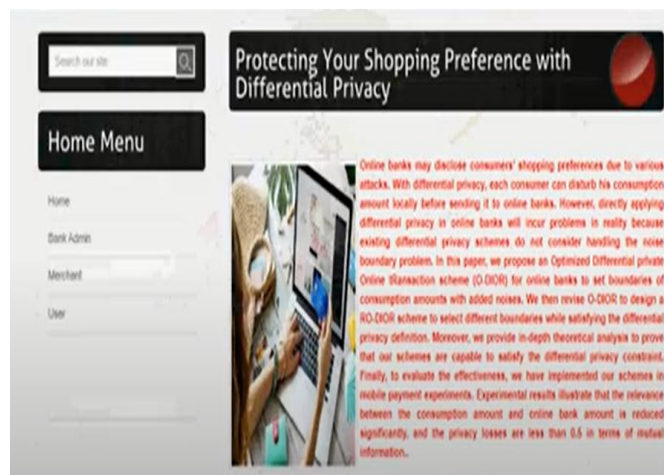 Search our site
Protecting Your Shopping Preference with
Differential Privacy
Home Menu
Home
Bank Admin
Merchant
User
Online banks may disclose consumers' shopping preferences due to various
attacks. With differential privacy, each consumer can disturb his consumption
amount locally before sending it to online banks. However, directly applying
differential privacy in online banks will incur problems in reality because
existing differential privacy schemes do not consider handling the noise
boundary problem. In this paper, we propose an Optimized Differential private
Online tRansaction scheme (O-DIOR) for online banks to set boundaries of
consumption amounts with added noises. We then revise O-DIOR to design a
RO-DIOR scheme to select different boundaries while satisfying the differential
privacy definition. Moreover, we provide in-depth theoretical analysis to prove
that our schemes are capable to satisfy the differential privacy constraint.
Finally, to evaluate the effectiveness, we have implemented our schemes in
mobile payment experiments. Experimental results illustrate that the relevance
between the consumption amount and online bank amount is reduced
significantly, and the privacy losses are less than 0.5 in terms of mutual
information..